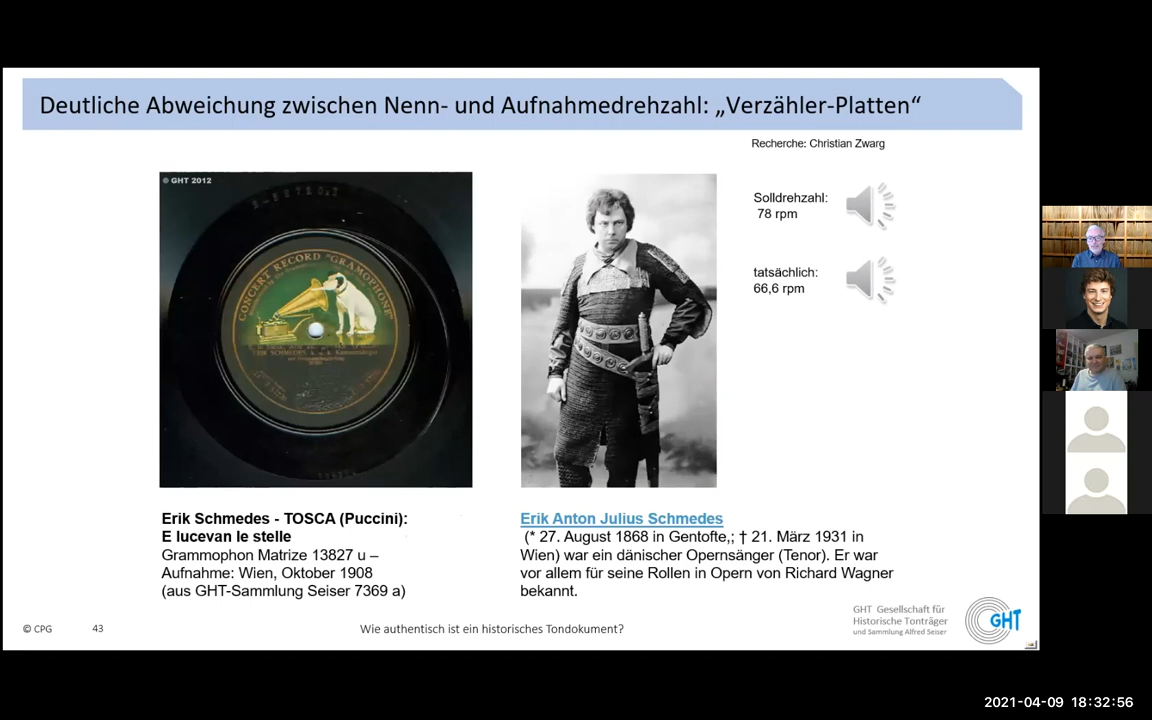 Deutliche Abweichung zwischen Nenn- und Aufnahmedrehzahl: „Verzähler-Platten“
Recherche: Christian Zwarg
© GHT 2012
CONCERT RECORD "GRAMOPHONE"
ERIK SCHMEDES
Solldrehzahl:
78 rpm
tatsächlich:
66,6 rpm
Erik Schmedes - TOSCA (Puccini):
E lucevan le stelle
Grammophon Matrize 13827 u –
Aufnahme: Wien, Oktober 1908
(aus GHT-Sammlung Seiser 7369 a)
Erik Anton Julius Schmedes
(* 27. August 1868 in Gentofte,; † 21. März 1931 in
Wien) war ein dänischer Opernsänger (Tenor). Er war
vor allem für seine Rollen in Opern von Richard Wagner
bekannt.
© CPG
43
Wie authentisch ist ein historisches Tondokument?
GHT Gesellschaft für
Historische Tonträger
und Sammlung Alfred Seiser
GHT
2021-04-09 18:32:56